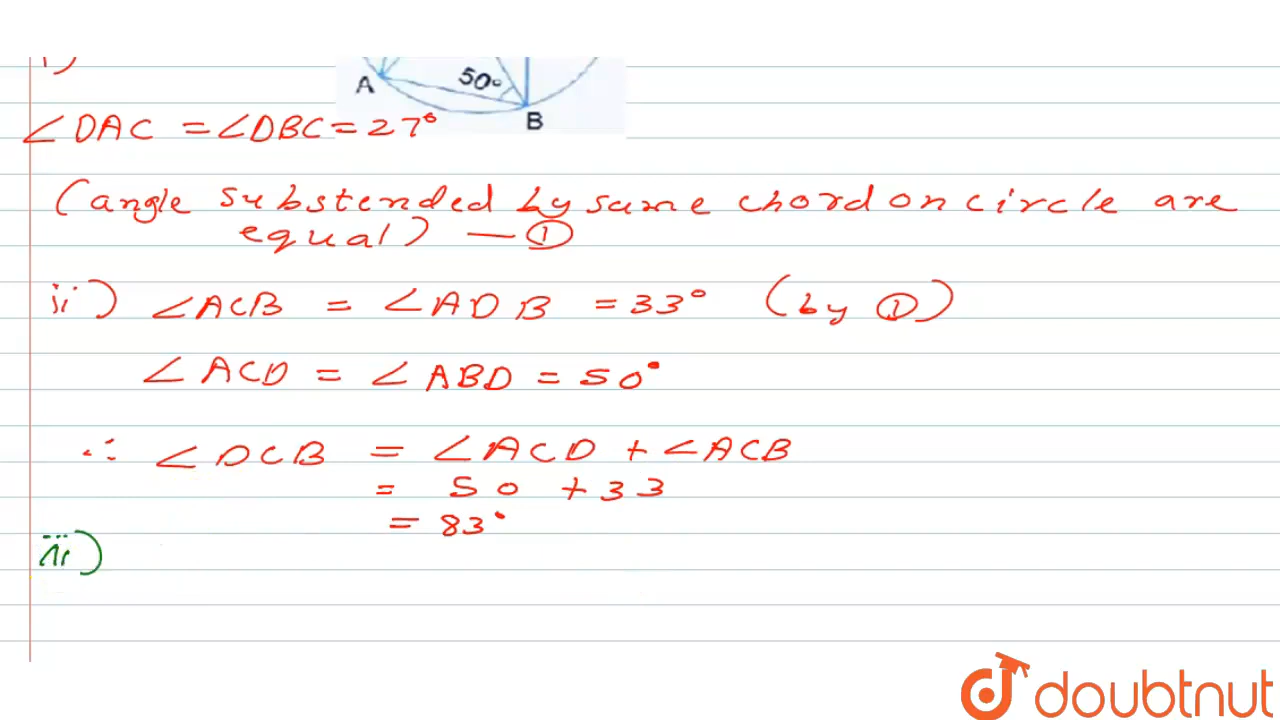 i)
A
50°
B
∠DAC = ∠DBC = 27°
(angle substended by same chord on circle are
equal) — ①
ii) ∠ACB = ∠ADB = 33° (by ①)
∠ACD = ∠ABD = 50°
∴ ∠DCB = ∠ACD + ∠ACB
= 50 + 33
= 83°
iii)
doubtnut